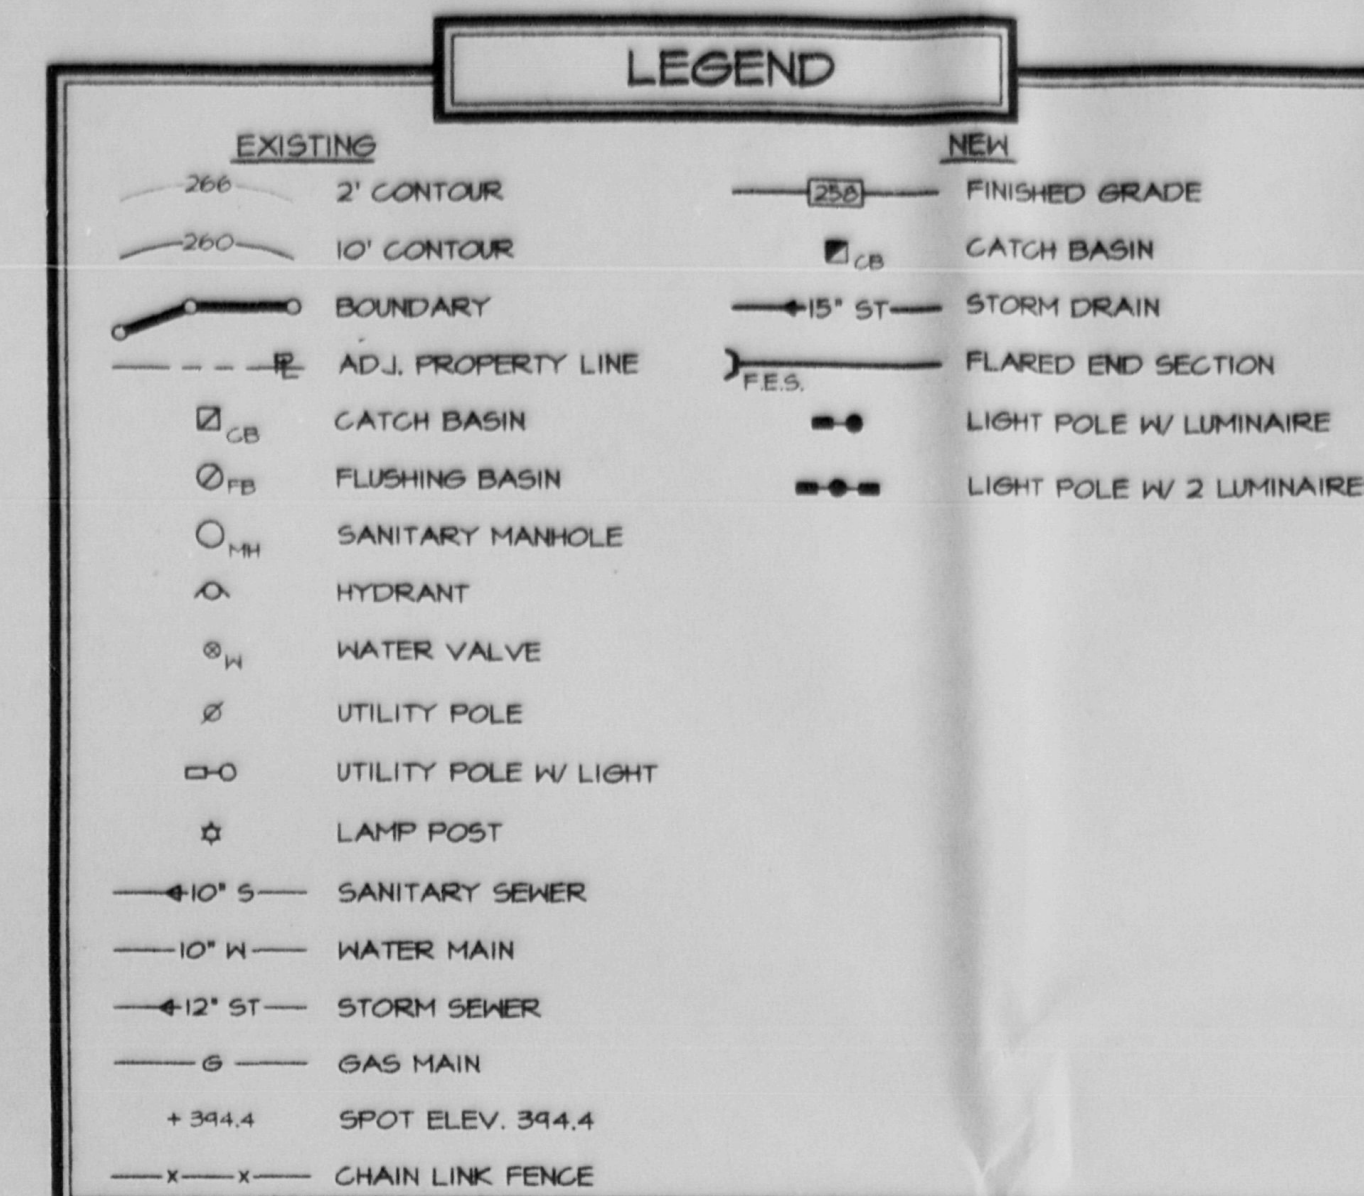 LEGEND
EXISTING
266 2' CONTOUR
260 10' CONTOUR
BOUNDARY
PL ADJ. PROPERTY LINE
CB CATCH BASIN
FB FLUSHING BASIN
MH SANITARY MANHOLE
HYDRANT
W WATER VALVE
UTILITY POLE
UTILITY POLE W/ LIGHT
LAMP POST
10" S SANITARY SEWER
10" W WATER MAIN
12" ST STORM SEWER
G GAS MAIN
+ 394.4 SPOT ELEV. 394.4
x x CHAIN LINK FENCE
NEW
258 FINISHED GRADE
CB CATCH BASIN
15" ST STORM DRAIN
F.E.S. FLARED END SECTION
LIGHT POLE W/ LUMINAIRE
LIGHT POLE W/ 2 LUMINAIRE